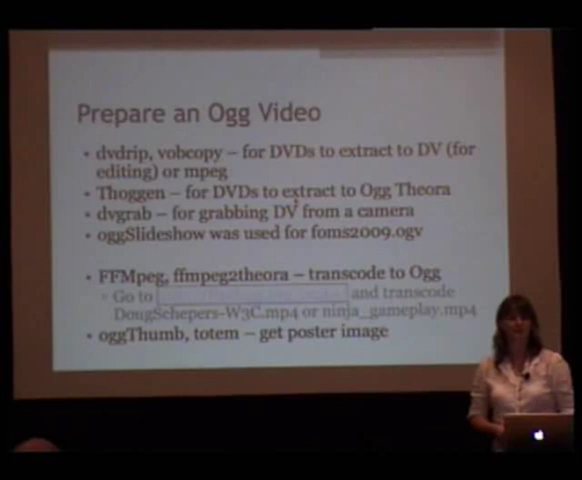 Prepare an Ogg Video
• dvdrip, vobcopy – for DVDs to extract to DV (for
editing) or mpeg
• Thoggen – for DVDs to extract to Ogg Theora
• dvgrab – for grabbing DV from a camera
• oggSlideshow was used for foms2009.ogv
• FFMpeg, ffmpeg2theora – transcode to Ogg
• Go to and transcode
DougSchepers-W3C.mp4 or ninja_gameplay.mp4
• oggThumb, totem – get poster image